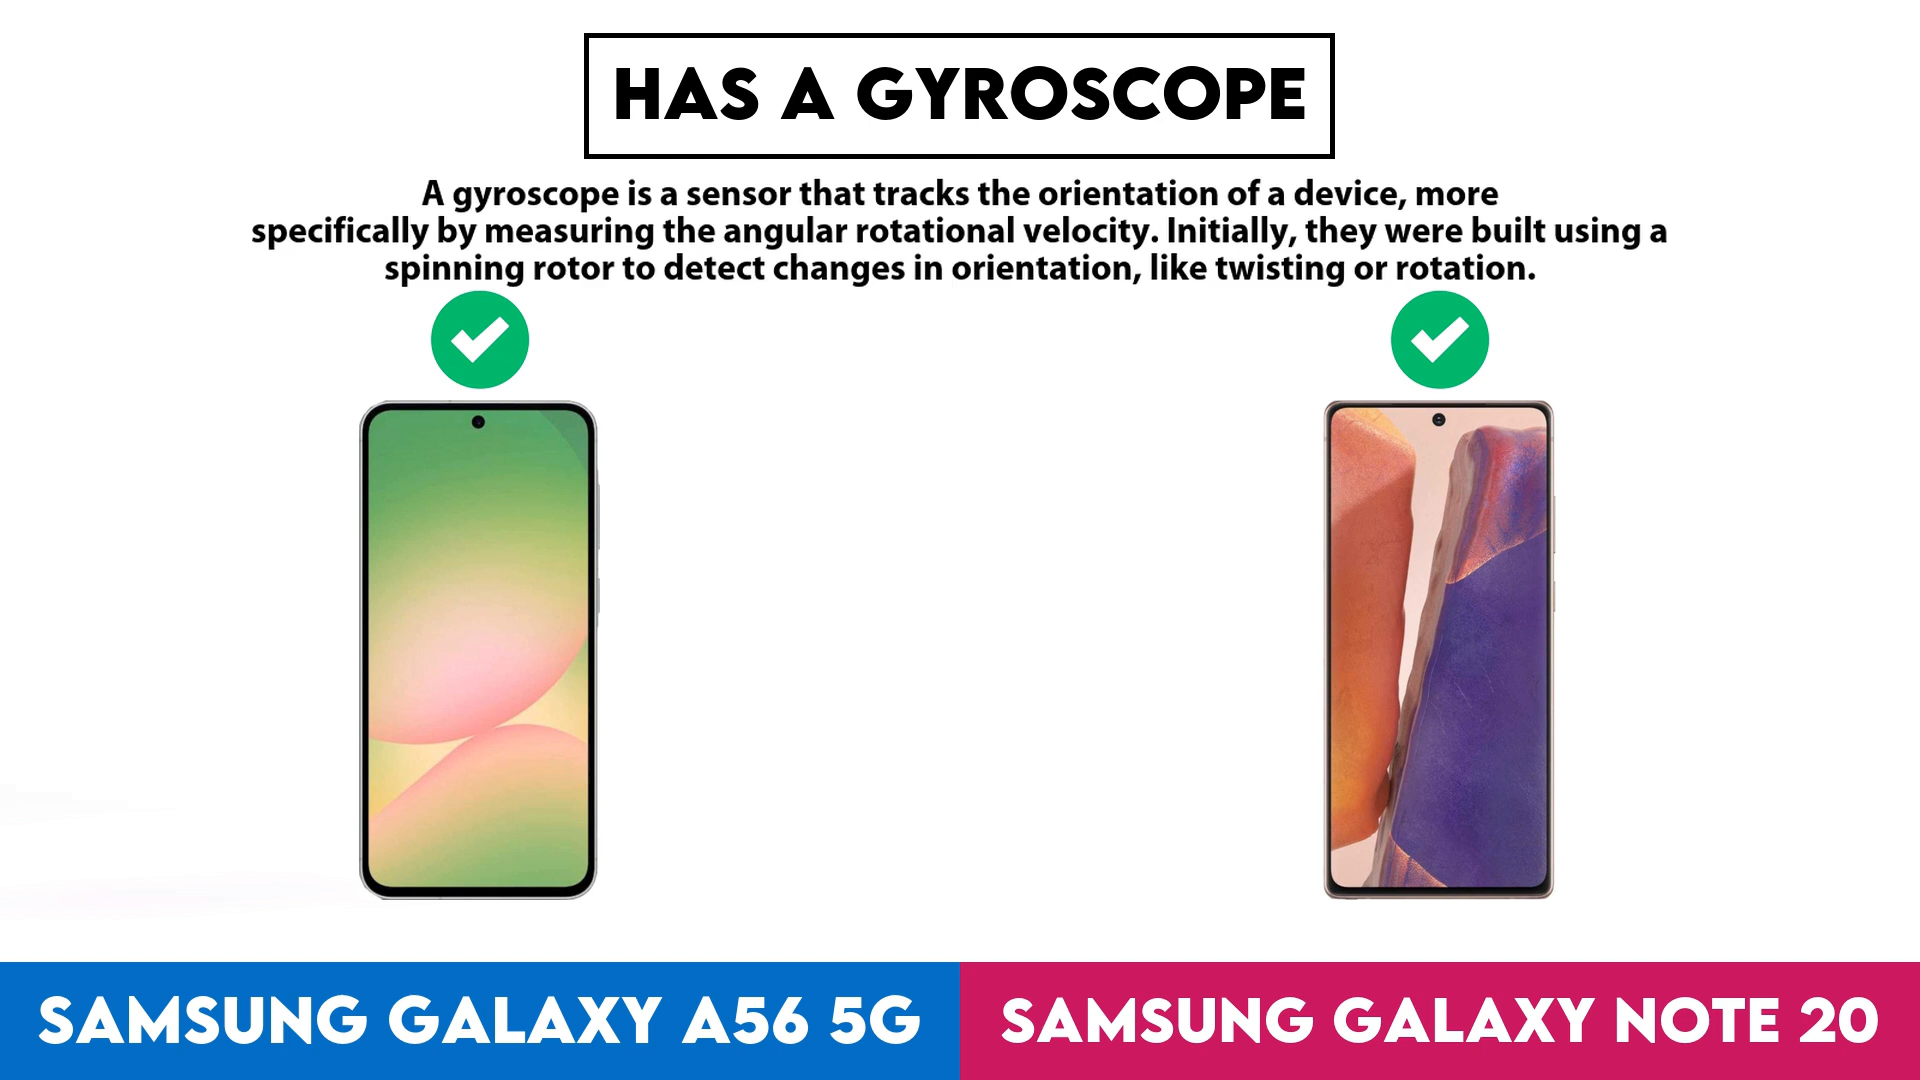 HAS A GYROSCOPE
A gyroscope is a sensor that tracks the orientation of a device, more
specifically by measuring the angular rotational velocity. Initially, they were built using a
spinning rotor to detect changes in orientation, like twisting or rotation.
SAMSUNG GALAXY A56 5G
SAMSUNG GALAXY NOTE 20